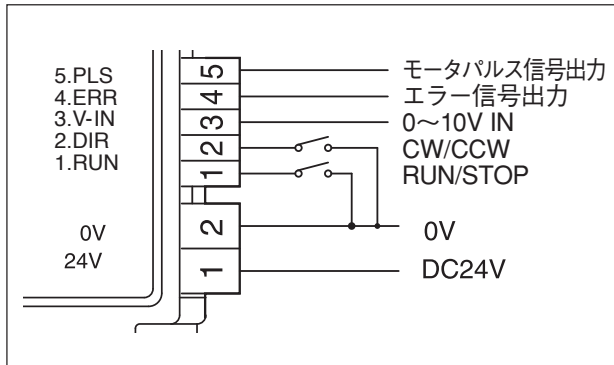 5.PLS
4.ERR
3.V-IN
2.DIR
1.RUN
0V
24V
5
4
3
2
1
2
1
モータパルス信号出力
エラー信号出力
0〜10V IN
CW/CCW
RUN/STOP
0V
DC24V